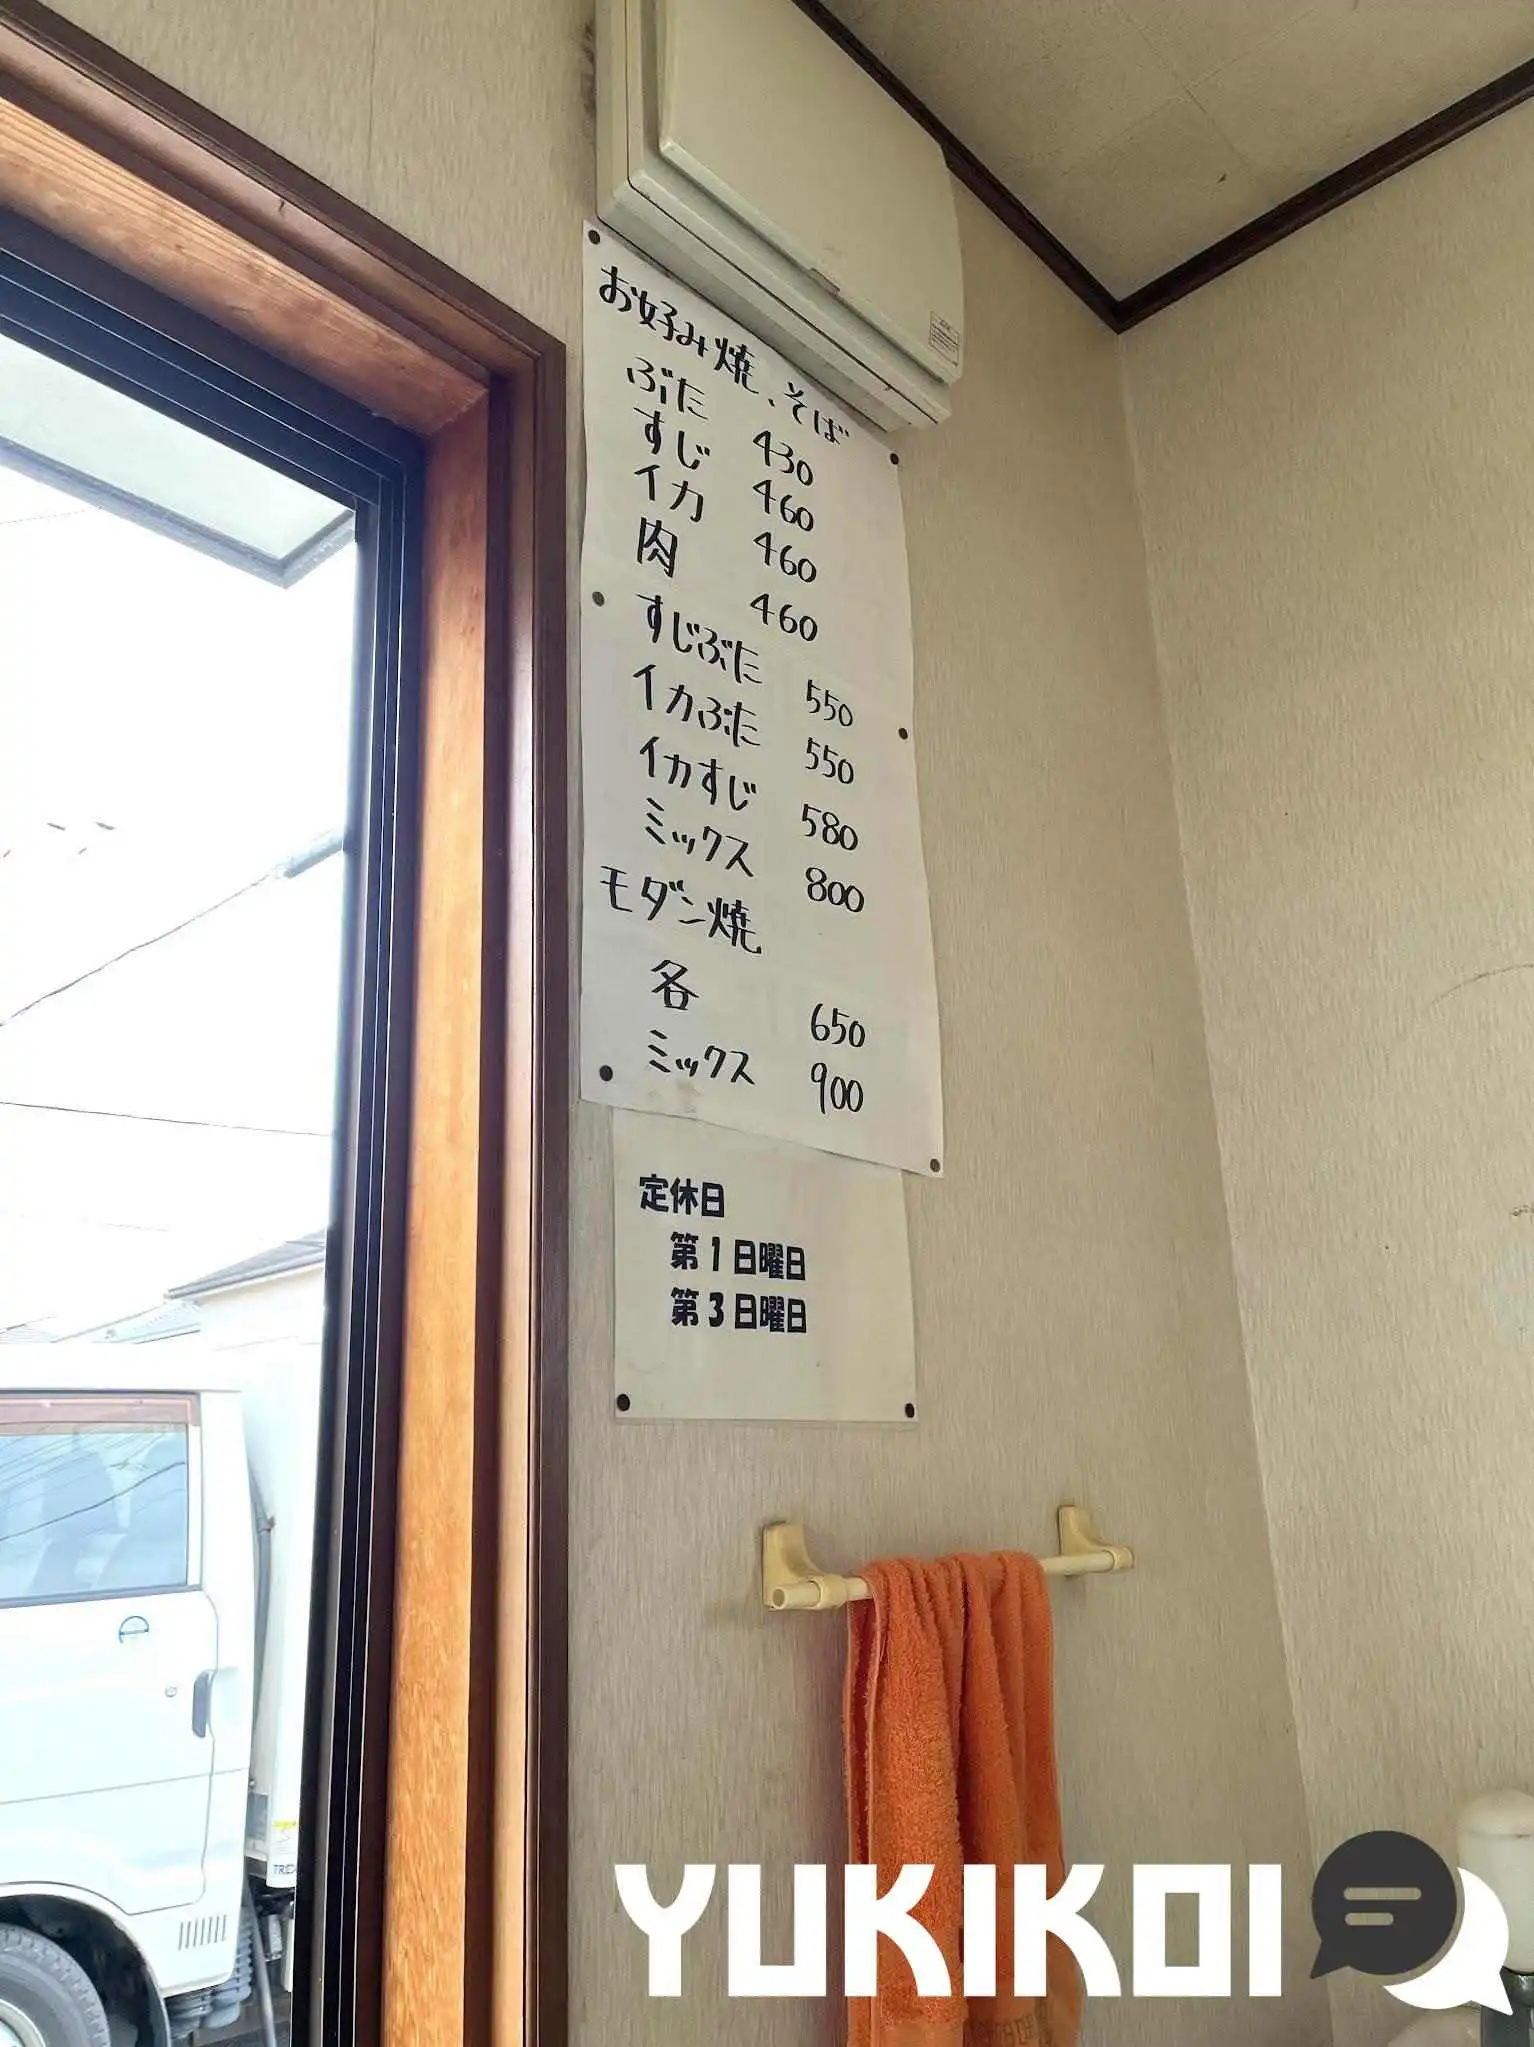 お好み焼、そば
ぶた 430
すじ 460
イカ 460
肉 460
すじぶた 550
イカぶた 550
イカすじ 580
ミックス 800
モダン焼
各 650
ミックス 900
定休日
第1日曜日
第3日曜日
YUKIKOI